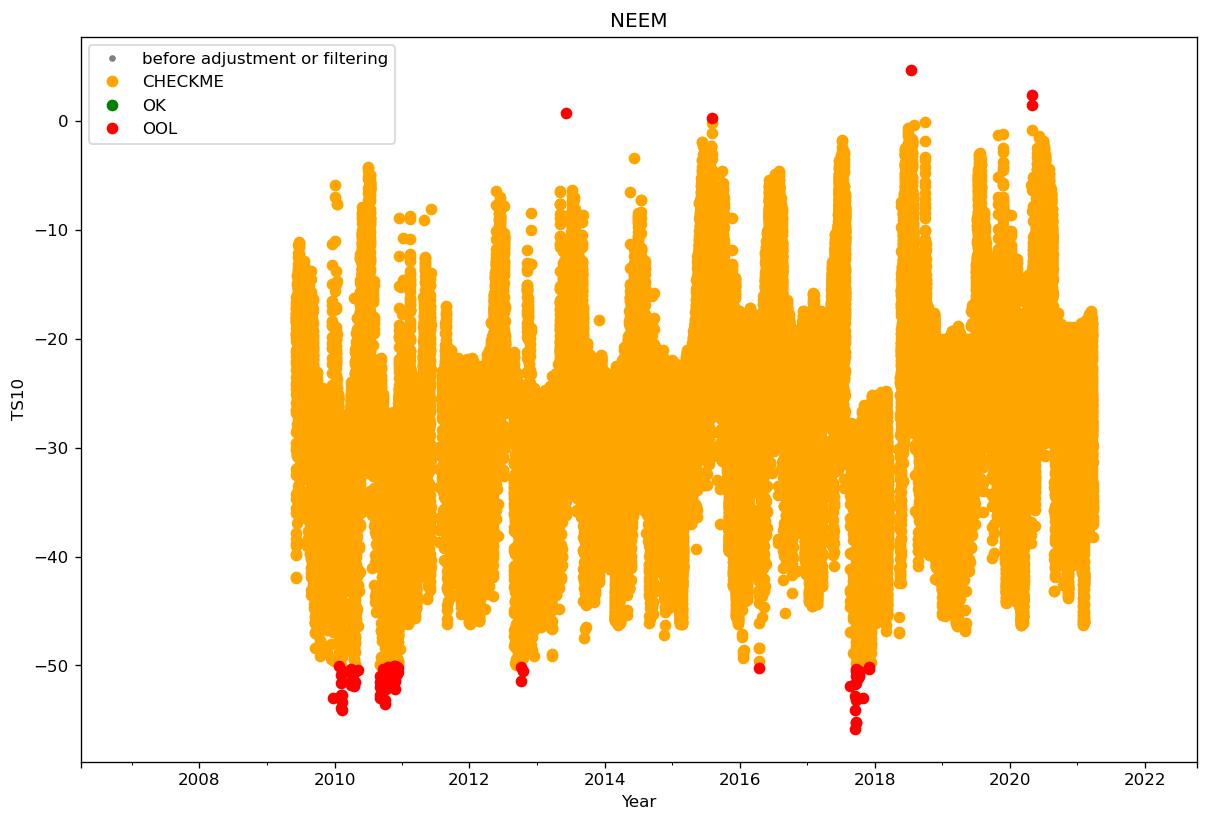 NEEM
before adjustment or filtering
CHECKME
OK
OOL
TS10
0
−10
−20
−30
−40
−50
2008 2010 2012 2014 2016 2018 2020 2022
Year